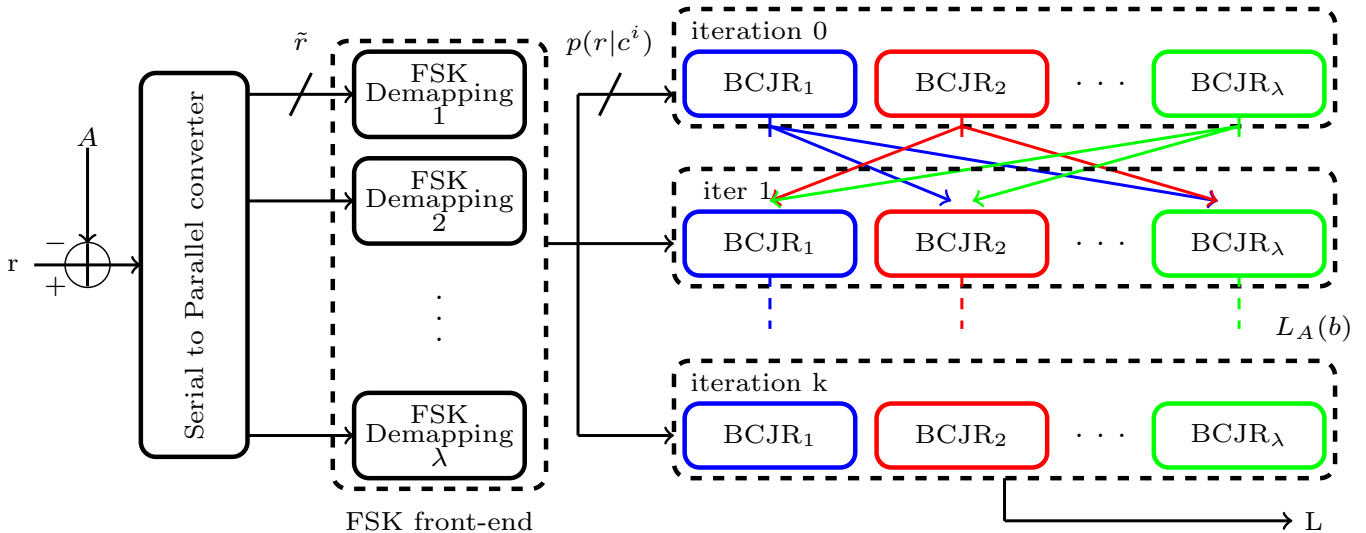 r
A
−
+
Serial to Parallel converter
r̃
FSK
Demapping
1
FSK
Demapping
2
· · ·
FSK
Demapping
λ
FSK front-end
p(r|cⁱ)
iteration 0
BCJR₁ BCJR₂ · · · BCJR_λ
iter 1
BCJR₁ BCJR₂ · · · BCJR_λ
L_A(b)
iteration k
BCJR₁ BCJR₂ · · · BCJR_λ
L